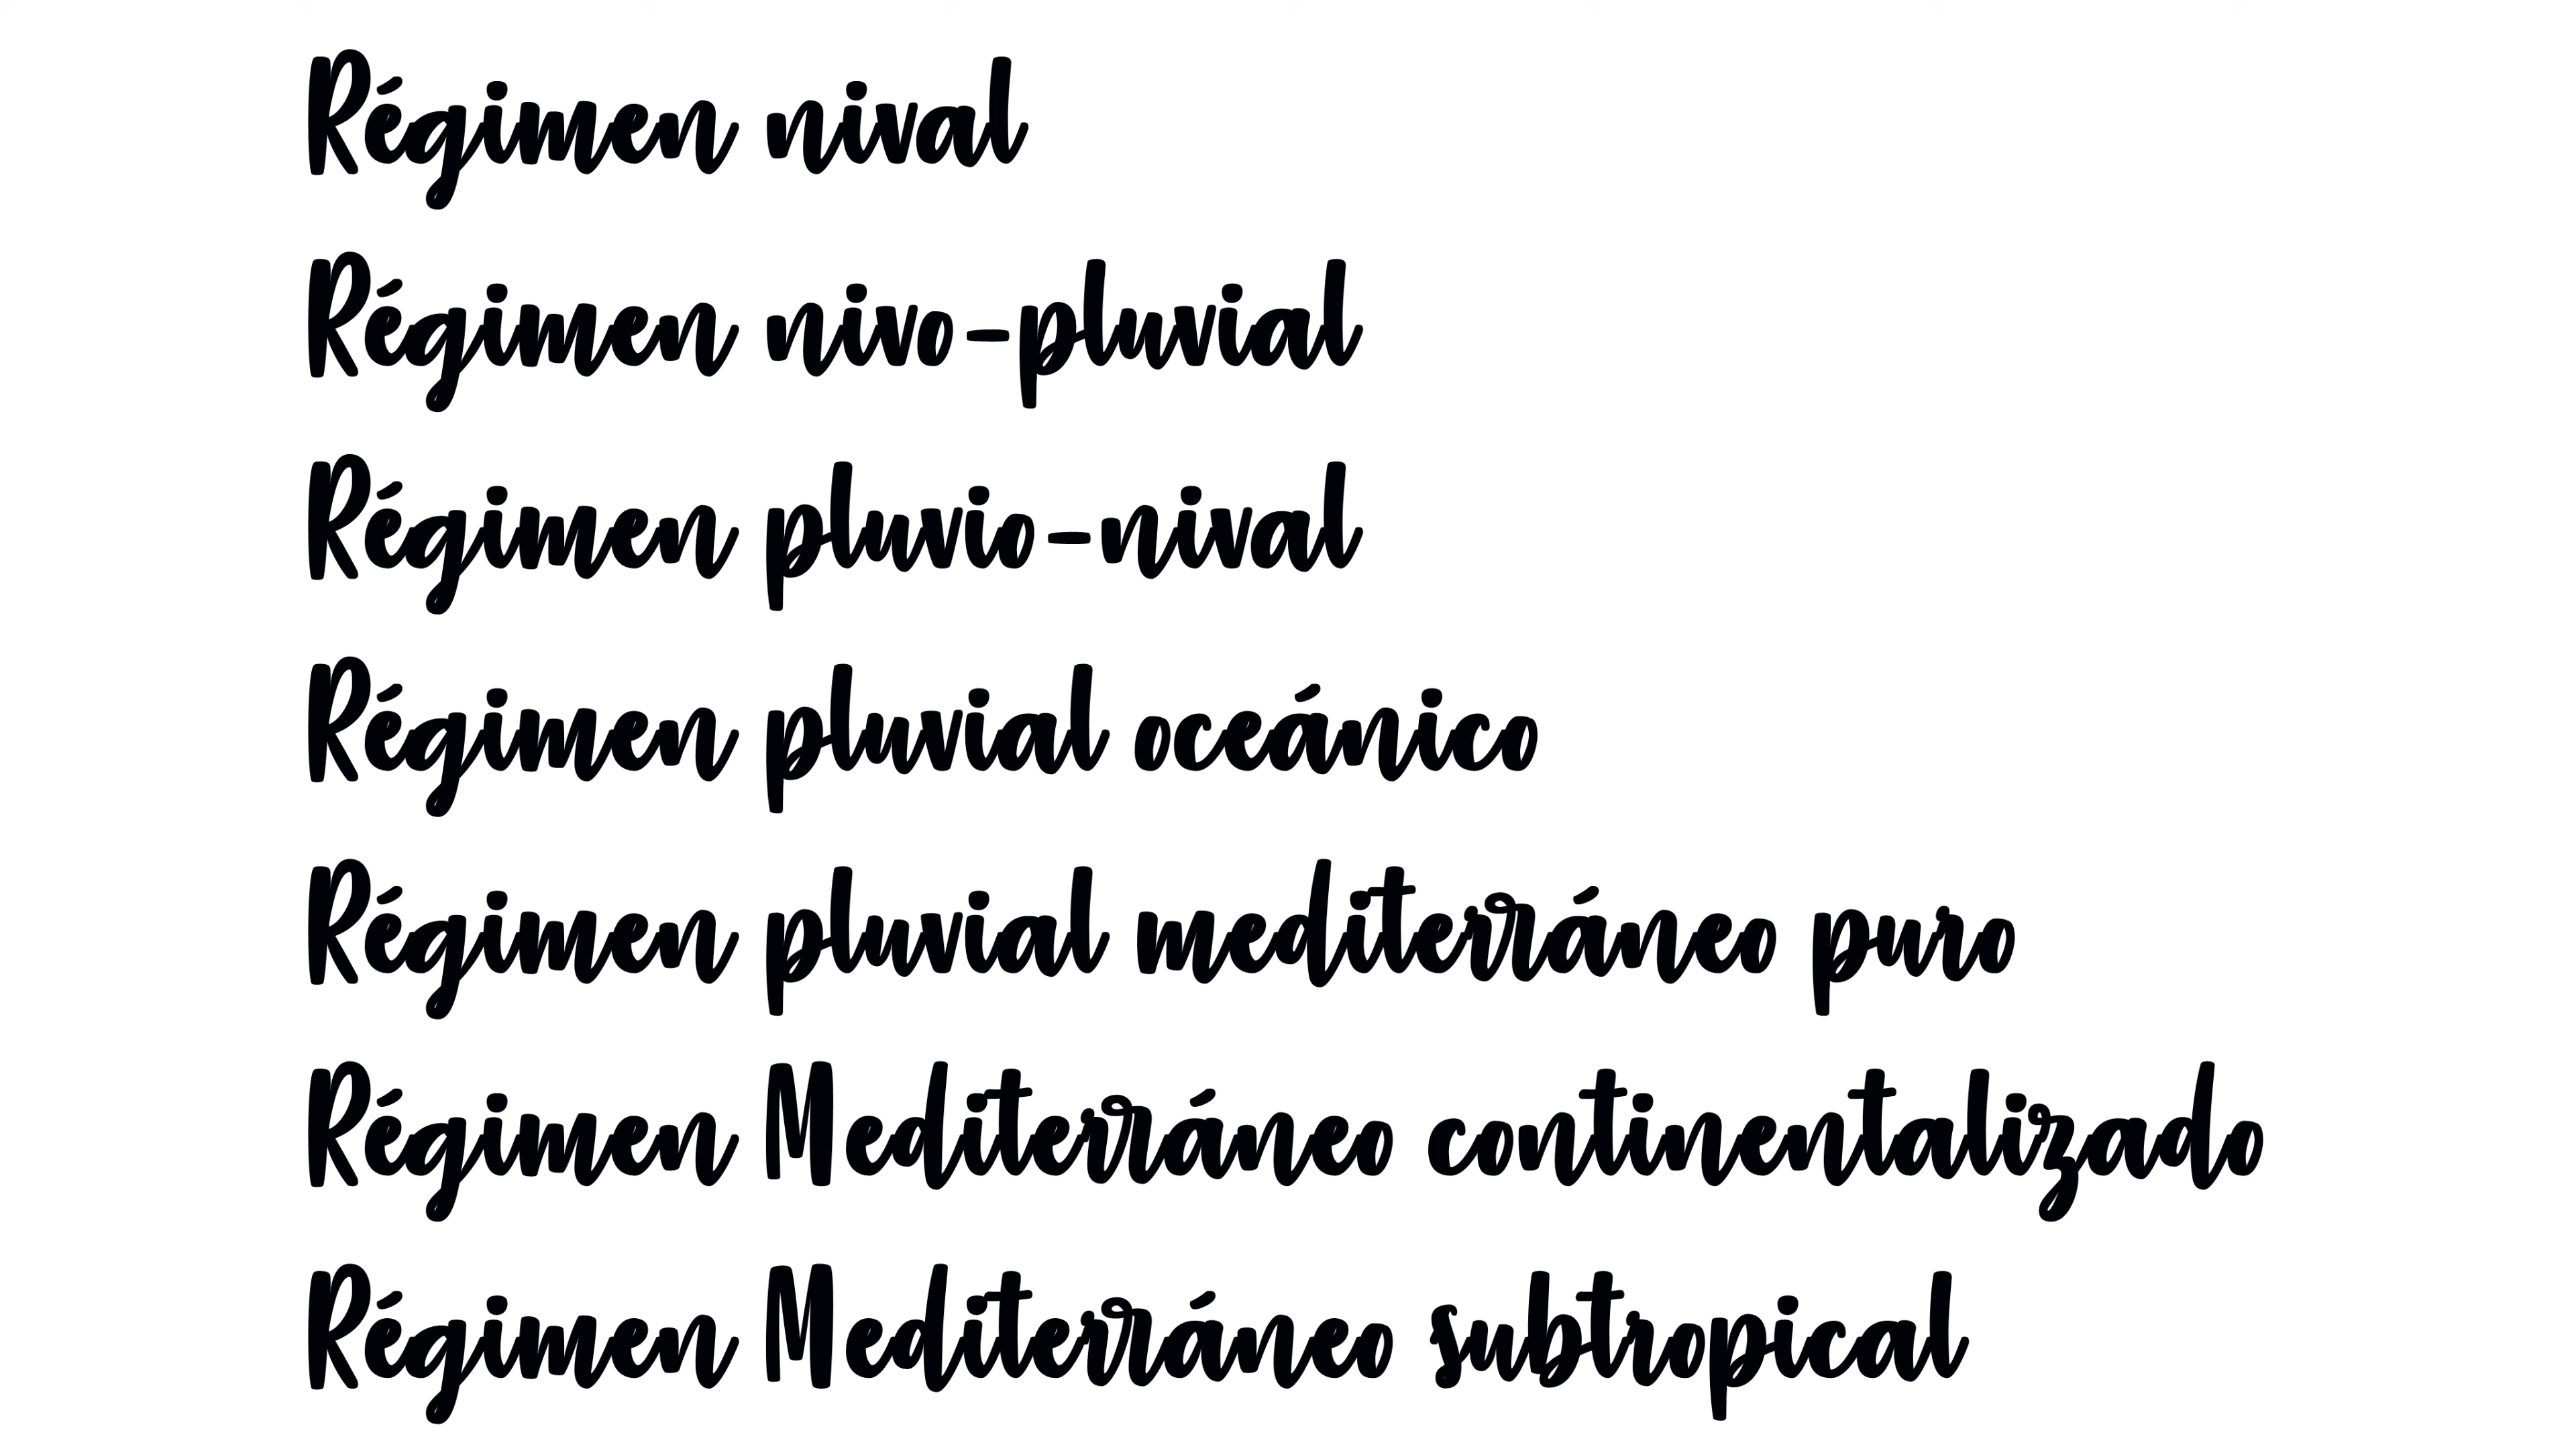 Régimen nival
Régimen nivo-pluvial
Régimen pluvio-nival
Régimen pluvial oceánico
Régimen pluvial mediterráneo puro
Régimen Mediterráneo continentalizado
Régimen Mediterráneo subtropical